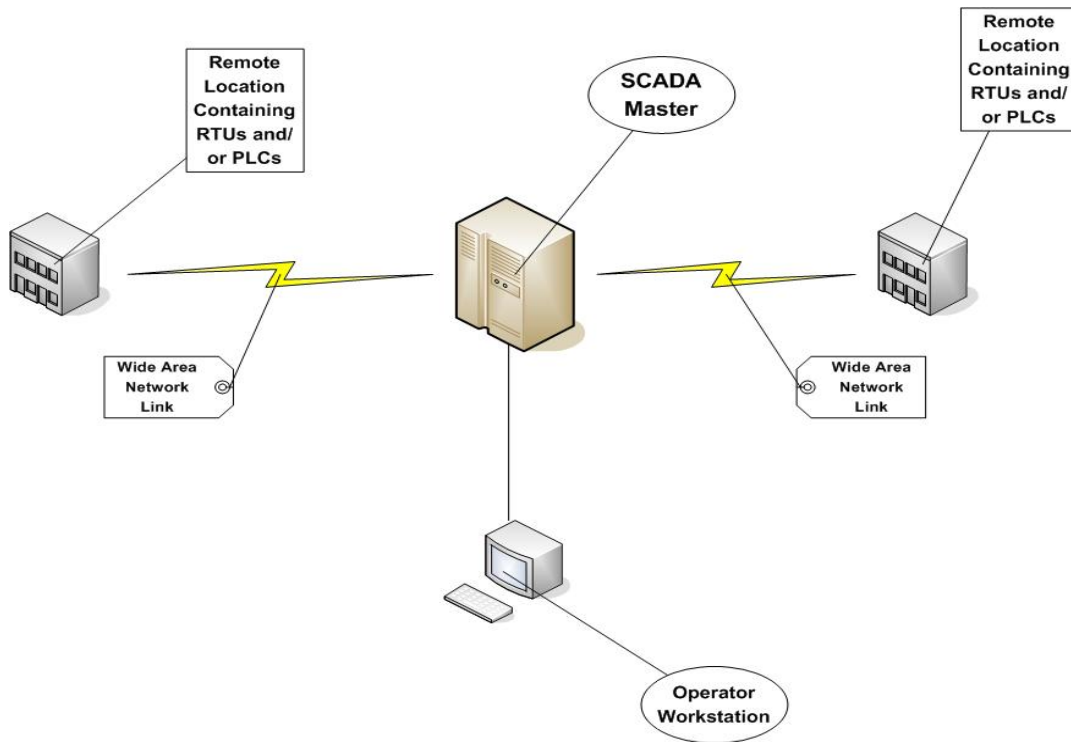 Remote
Location
Containing
RTUs and/
or PLCs
SCADA
Master
Remote
Location
Containing
RTUs and/
or PLCs
Wide Area
Network
Link
Wide Area
Network
Link
Operator
Workstation